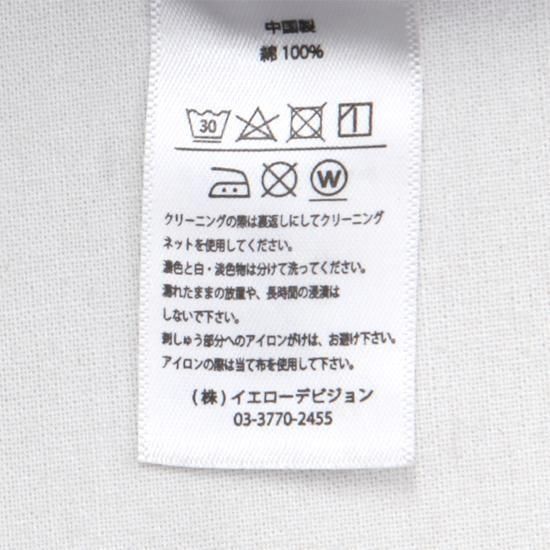 中国製
綿100%
30
W
クリーニングの際は裏返しにしてクリーニング
ネットを使用してください。
濃色と白・淡色物は分けて洗ってください。
濡れたままの放置や、長時間の浸漬は
しないで下さい。
刺しゅう部分へのアイロンがけは、お避け下さい。
アイロンの際は当て布を使用して下さい。
(株)イエローデビジョン
03-3770-2455